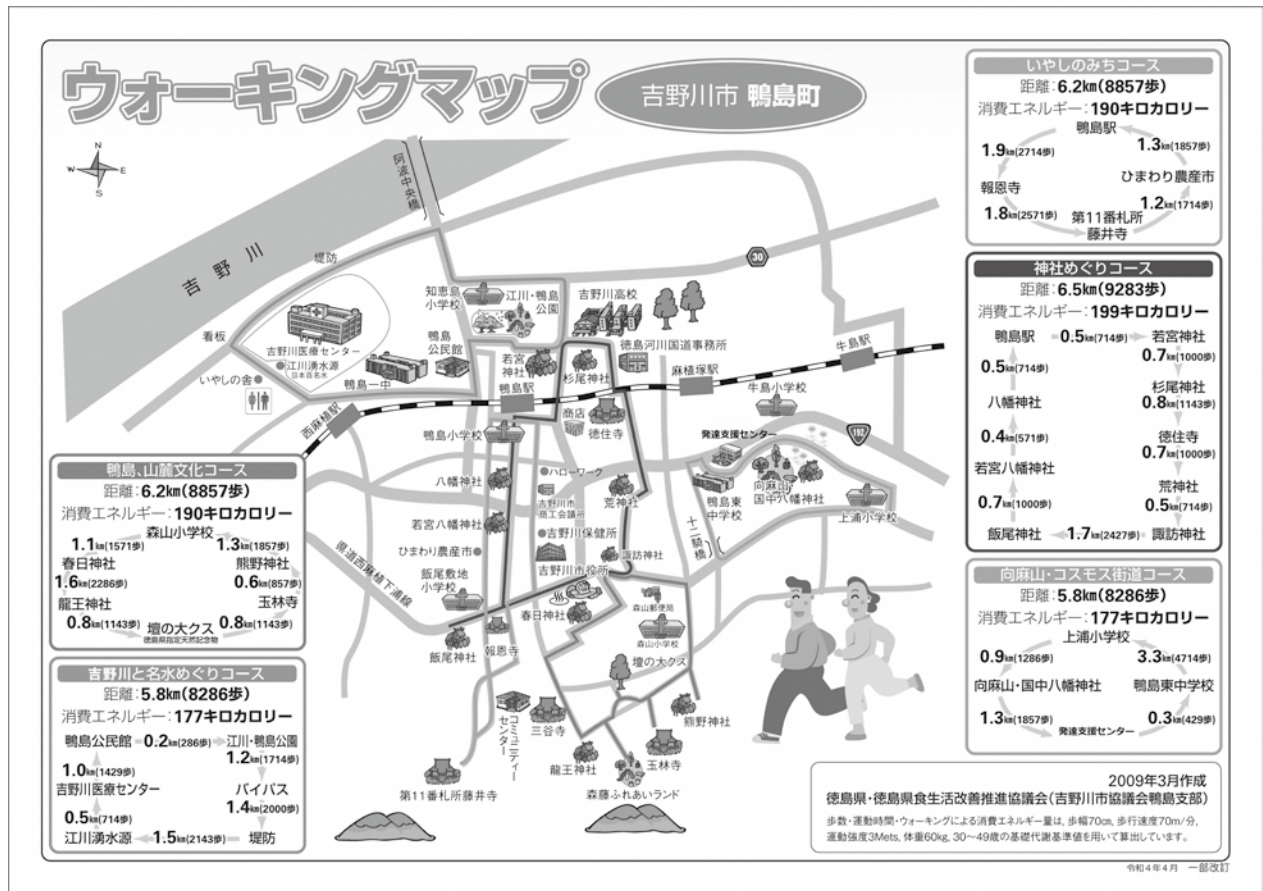 ウォーキングマップ
吉野川市 鴨島町
N
W
E
S
吉野川
阿波中央橋
堤防
看板
吉野川医療センター
江川湧水源
日本百名水
いやしの舎
知恵島
小学校
江川・鴨島
公園
吉野川高校
30
鴨島
公民館
鴨島一中
若宮
神社
杉尾神社
徳島河川国道事務所
牛島駅
麻植塚駅
鴨島駅
西麻植駅
牛島小学校
商店
街
徳住寺
鴨島小学校
発達支援センター
192
ハローワーク
八幡神社
吉野川市
商工会議所
荒神社
鴨島東
中学校
向麻山
国中八幡神社
上浦小学校
若宮八幡神社
吉野川保健所
十二騎橋
ひまわり農産市
諏訪神社
県道西麻植下浦線
吉野川市役所
飯尾敷地
小学校
春日神社
森山郵便局
森山小学校
飯尾神社
報恩寺
壇の大クス
コミュニティー
センター
三谷寺
熊野神社
龍王神社
玉林寺
第11番札所藤井寺
森藤ふれあいランド
いやしのみちコース
距離:6.2km(8857歩)
消費エネルギー:190キロカロリー
鴨島駅
1.9km(2714歩)
1.3km(1857歩)
ひまわり農産市
報恩寺
1.2km(1714歩)
1.8km(2571歩)
第11番札所
藤井寺
神社めぐりコース
距離:6.5km(9283歩)
消費エネルギー:199キロカロリー
鴨島駅 0.5km(714歩) 若宮神社
0.5km(714歩)
0.7km(1000歩)
杉尾神社
八幡神社
0.8km(1143歩)
0.4km(571歩)
徳住寺
0.7km(1000歩)
若宮八幡神社
荒神社
0.7km(1000歩)
0.5km(714歩)
飯尾神社 1.7km(2427歩) 諏訪神社
向麻山・コスモス街道コース
距離:5.8km(8286歩)
消費エネルギー:177キロカロリー
上浦小学校
0.9km(1286歩)
3.3km(4714歩)
向麻山・国中八幡神社
鴨島東中学校
1.3km(1857歩)
0.3km(429歩)
発達支援センター
鴨島、山麓文化コース
距離:6.2km(8857歩)
消費エネルギー:190キロカロリー
森山小学校
1.1km(1571歩)
1.3km(1857歩)
春日神社
熊野神社
1.6km(2286歩)
0.6km(857歩)
龍王神社
玉林寺
0.8km(1143歩)
壇の大クス
徳島県指定天然記念物
0.8km(1143歩)
吉野川と名水めぐりコース
距離:5.8km(8286歩)
消費エネルギー:177キロカロリー
鴨島公民館 0.2km(286歩) 江川・鴨島公園
1.0km(1429歩)
1.2km(1714歩)
吉野川医療センター
バイパス
0.5km(714歩)
1.4km(2000歩)
江川湧水源 1.5km(2143歩) 堤防
2009年3月作成
徳島県・徳島県食生活改善推進協議会(吉野川市協議会鴨島支部)
歩数・運動時間・ウォーキングによる消費エネルギー量は、歩幅70cm、歩行速度70m/分、
運動強度3Mets、体重60kg、30〜49歳の基礎代謝基準値を用いて算出しています。
令和4年4月 一部改訂